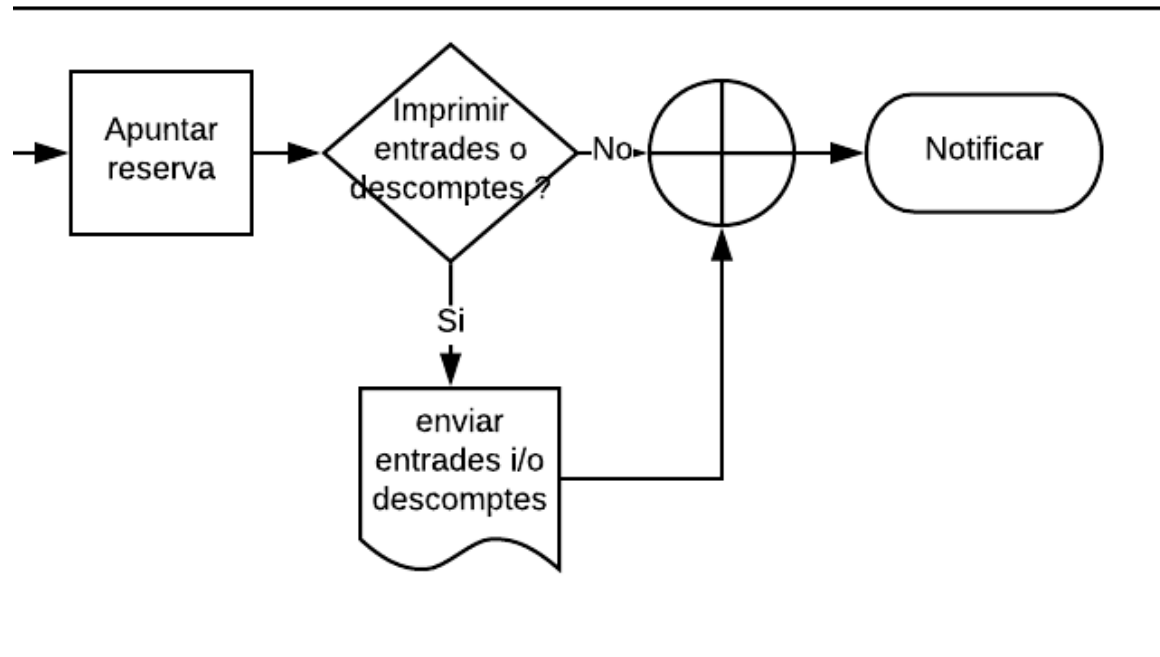 Apuntar
reserva
Imprimir
entrades o
descomptes ?
No
Notificar
Si
enviar
entrades i/o
descomptes